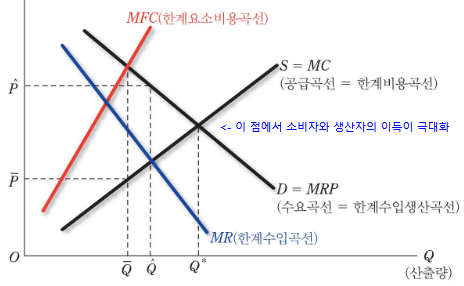 MFC(한계요소비용곡선)
S = MC
(공급곡선 = 한계비용곡선)
P̂
<- 이 점에서 소비자와 생산자의 이득이 극대화
P̅
D = MRP
(수요곡선 = 한계수입생산곡선)
MR(한계수입곡선)
O
Q̅
Q̂
Q*
Q
(산출량)